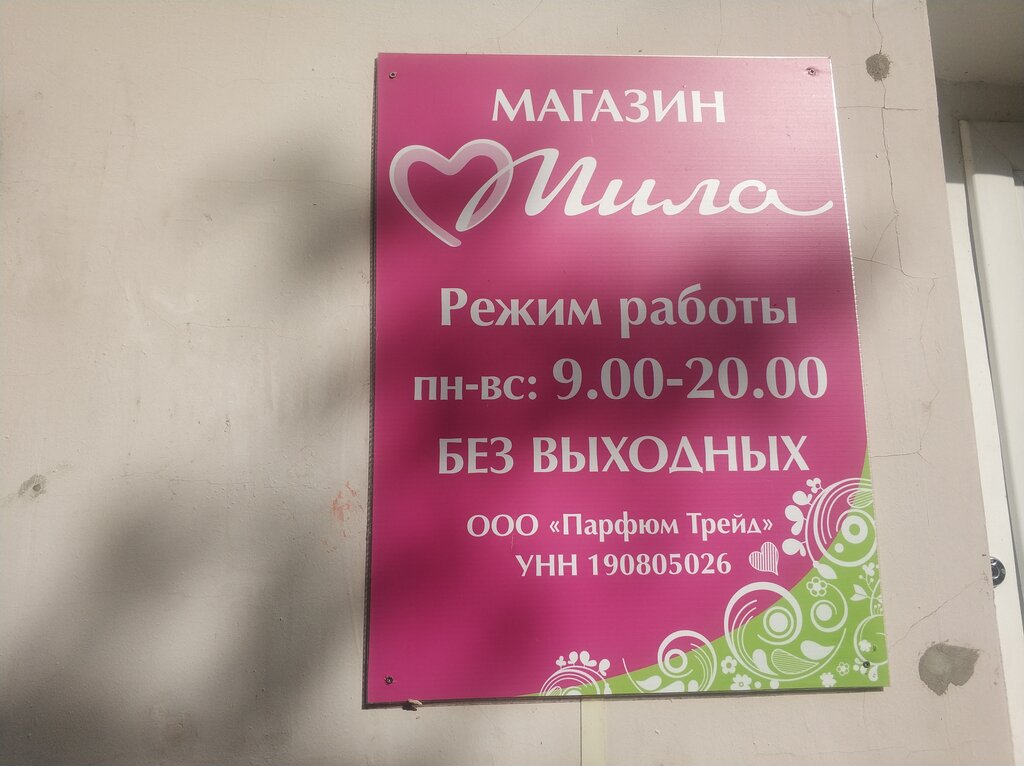 МАГАЗИН
Мила
Режим работы
пн-вс: 9.00-20.00
БЕЗ ВЫХОДНЫХ
ООО «Парфюм Трейд»
УНН 190805026